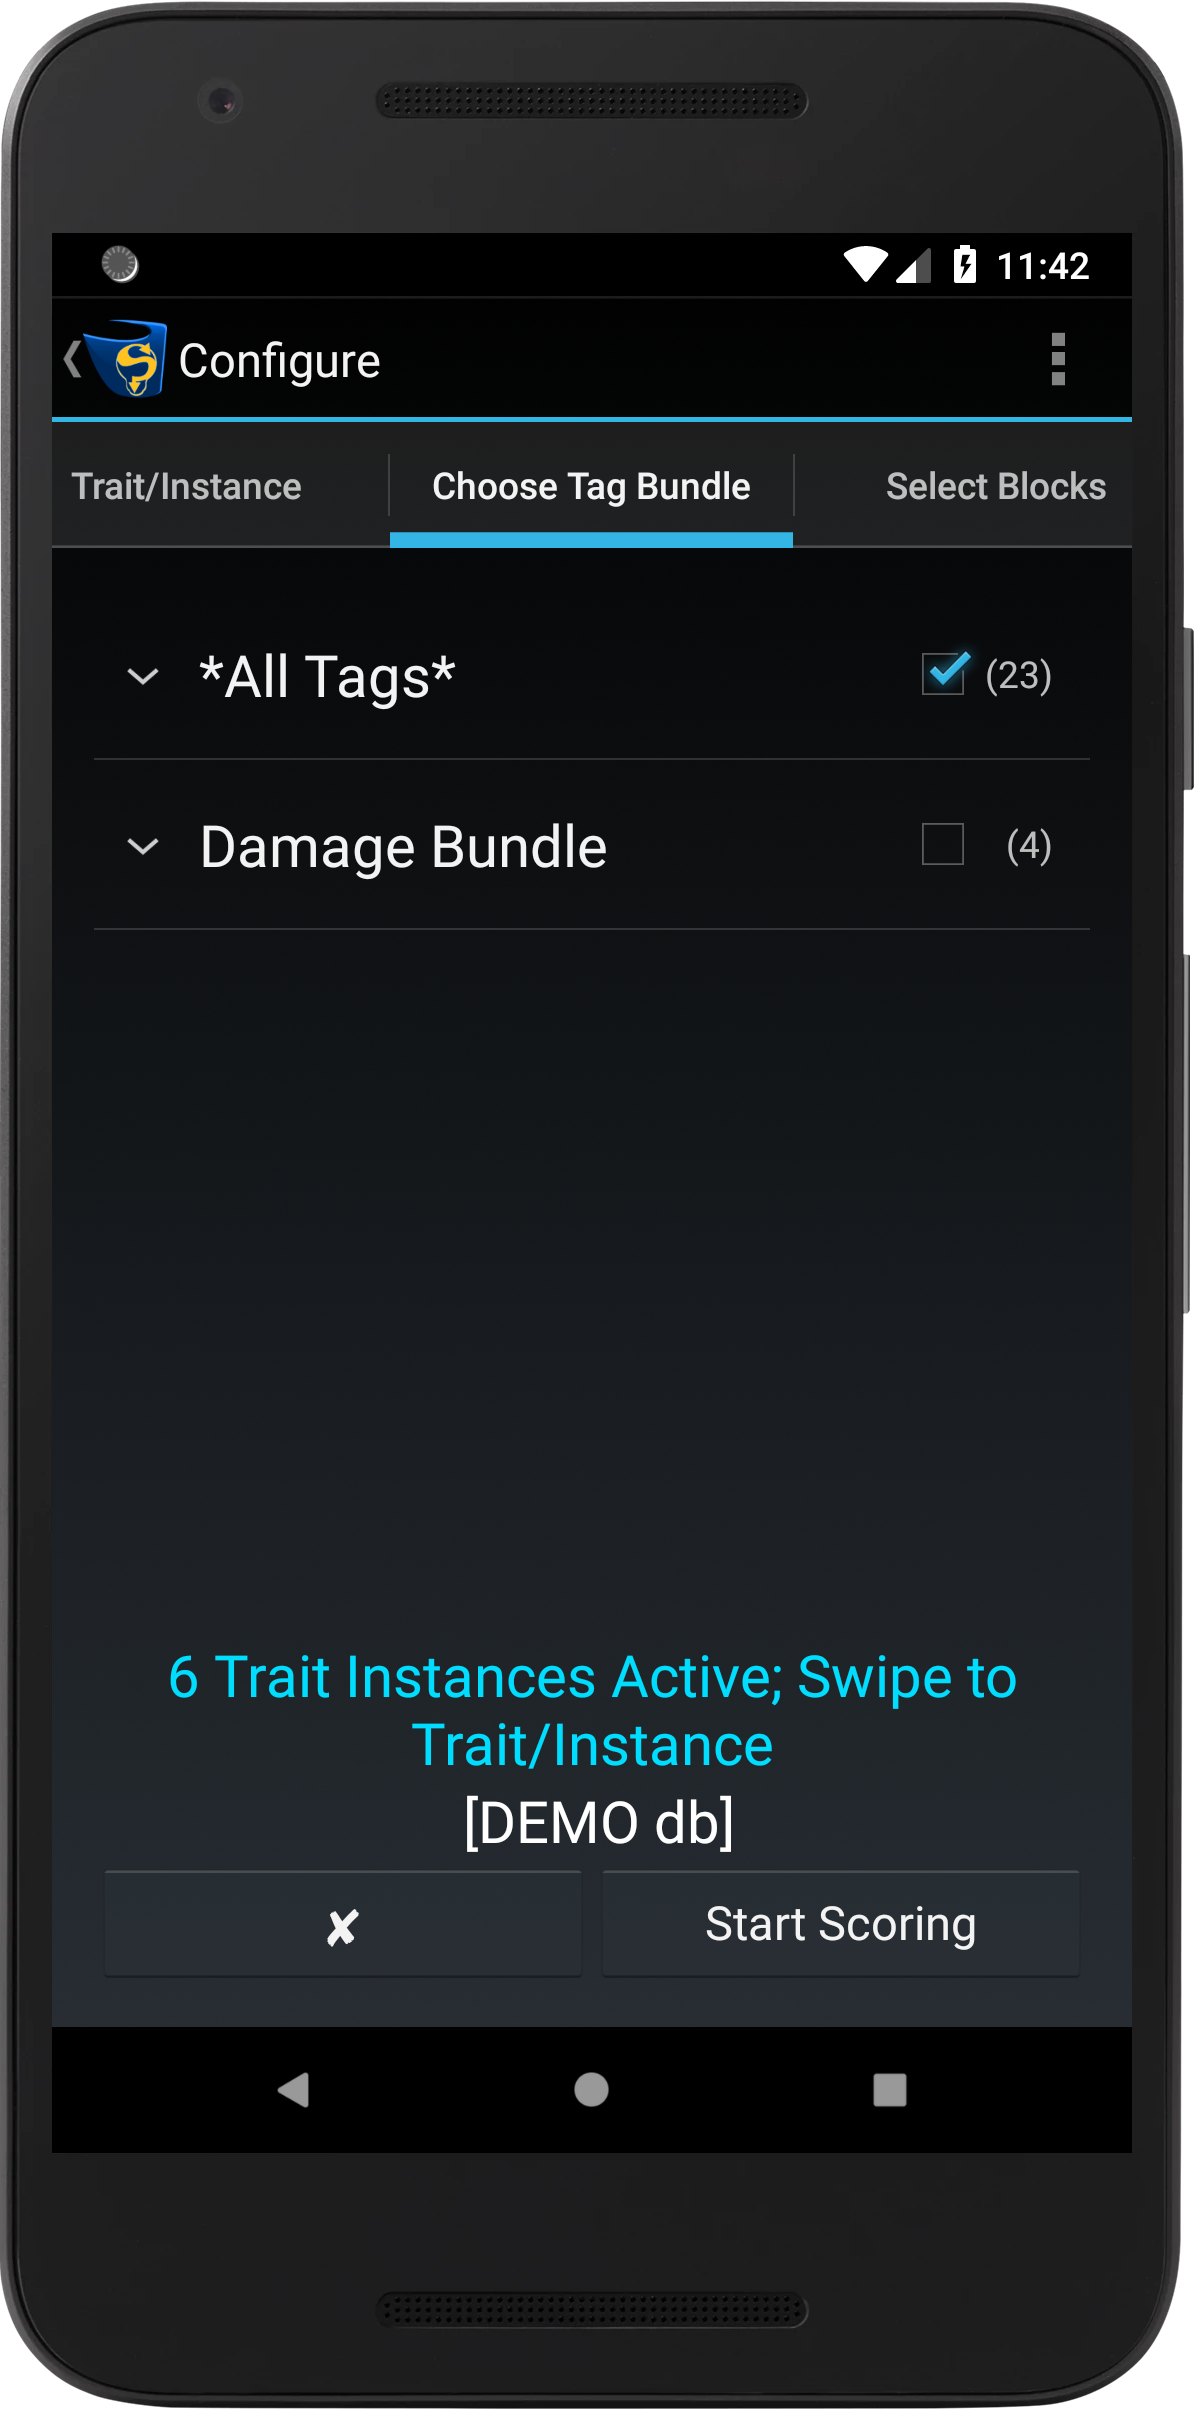 11:42
Configure
Trait/Instance
Choose Tag Bundle
Select Blocks
*All Tags* (23)
Damage Bundle (4)
6 Trait Instances Active; Swipe to
Trait/Instance
[DEMO db]
✘ Start Scoring